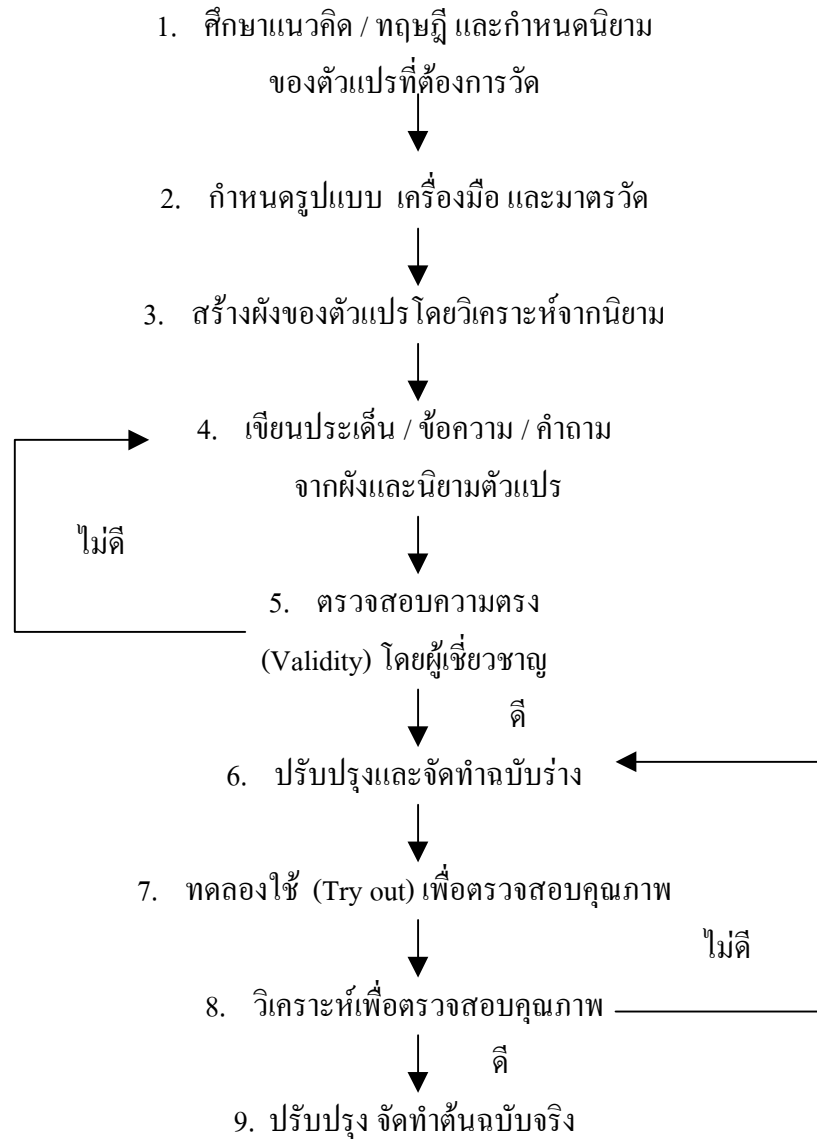 1. ศึกษาแนวคิด / ทฤษฎี และกำหนดนิยาม
ของตัวแปรที่ต้องการวัด
2. กำหนดรูปแบบ เครื่องมือ และมาตรวัด
3. สร้างผังของตัวแปรโดยวิเคราะห์จากนิยาม
4. เขียนประเด็น / ข้อความ / คำถาม
จากผังและนิยามตัวแปร
ไม่ดี
5. ตรวจสอบความตรง
(Validity) โดยผู้เชี่ยวชาญ
ดี
6. ปรับปรุงและจัดทำฉบับร่าง
7. ทดลองใช้ (Try out) เพื่อตรวจสอบคุณภาพ
ไม่ดี
8. วิเคราะห์เพื่อตรวจสอบคุณภาพ
ดี
9. ปรับปรุง จัดทำต้นฉบับจริง